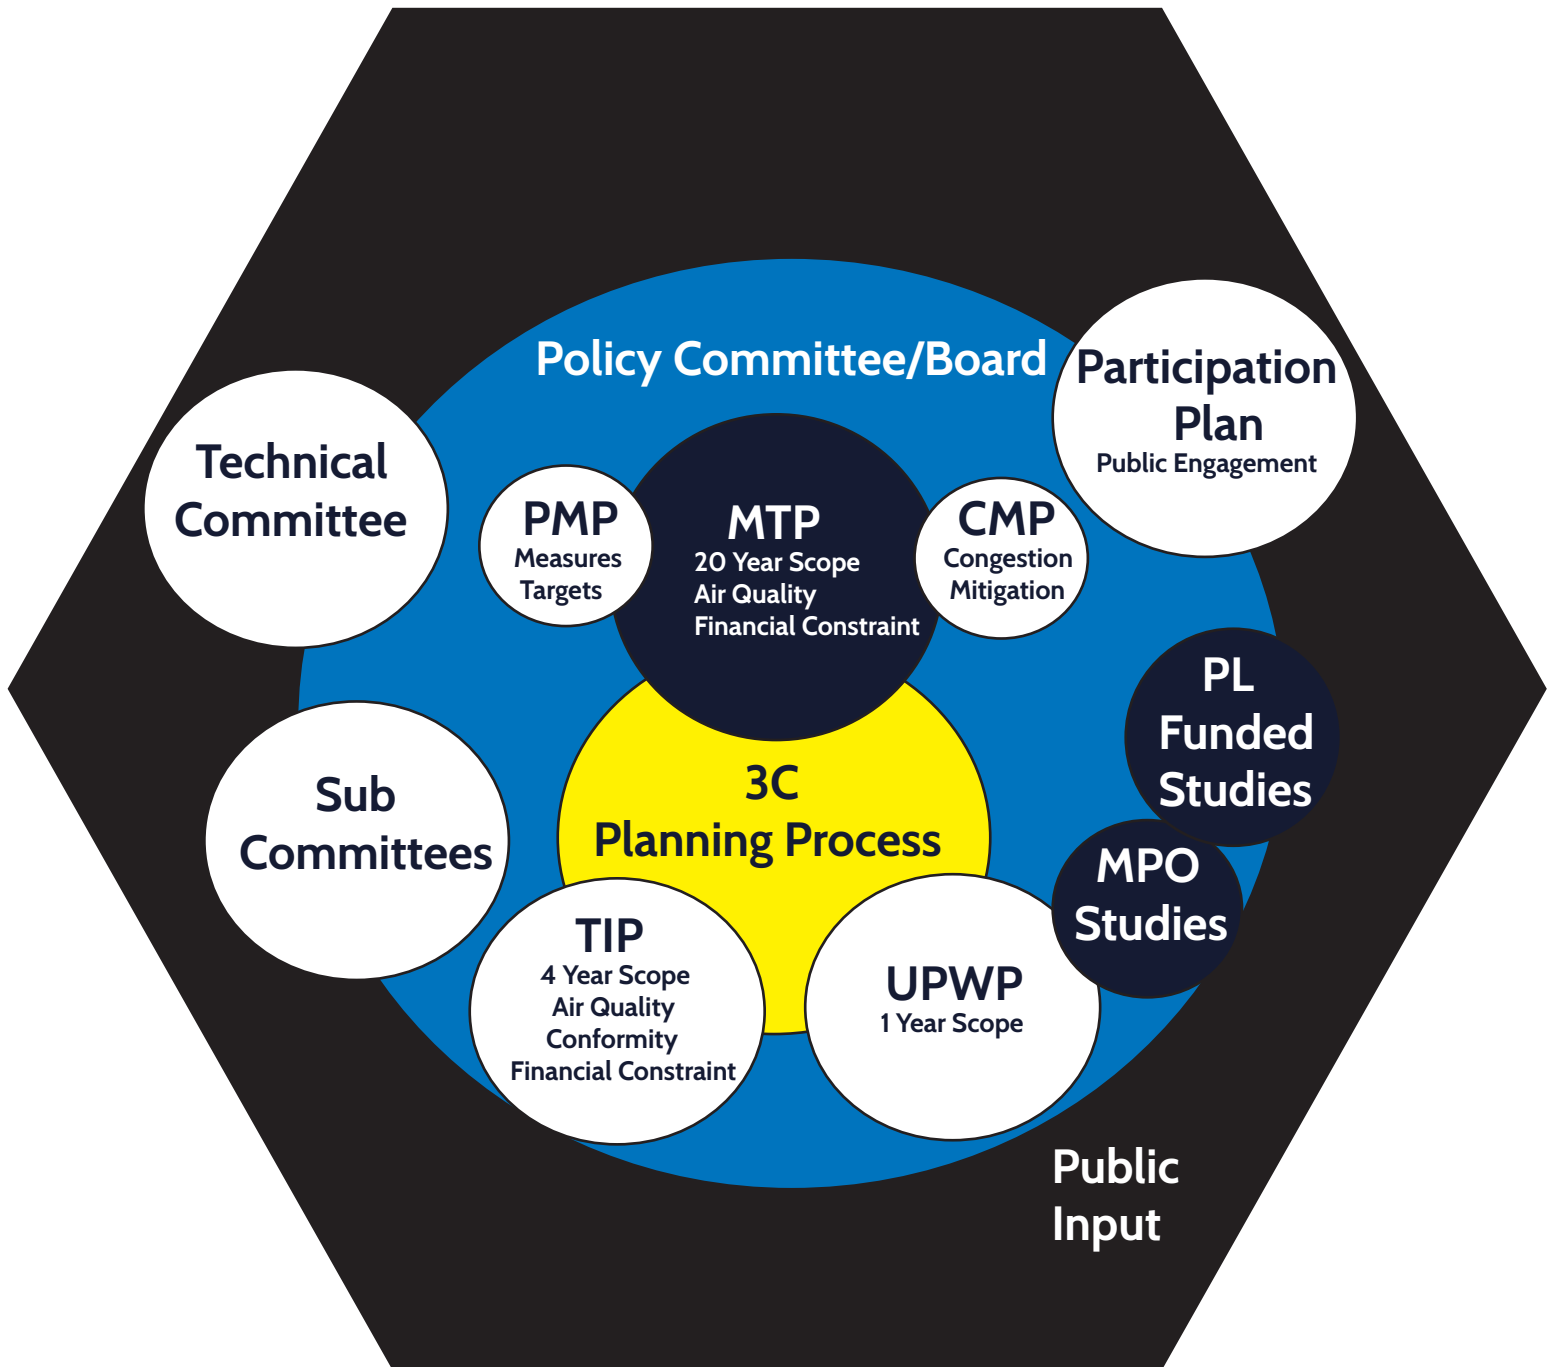 Policy Committee/Board
Participation
Plan
Public Engagement
Technical
Committee
PMP
Measures
Targets
MTP
20 Year Scope
Air Quality
Financial Constraint
CMP
Congestion
Mitigation
PL
Funded
Studies
Sub
Committees
3C
Planning Process
MPO
Studies
TIP
4 Year Scope
Air Quality
Conformity
Financial Constraint
UPWP
1 Year Scope
Public
Input